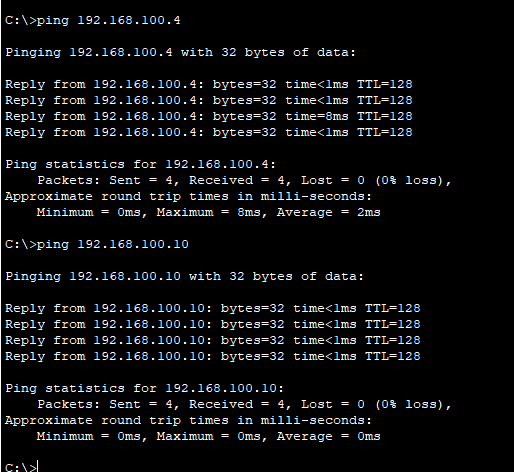 C:\>ping 192.168.100.4
Pinging 192.168.100.4 with 32 bytes of data:
Reply from 192.168.100.4: bytes=32 time<1ms TTL=128
Reply from 192.168.100.4: bytes=32 time<1ms TTL=128
Reply from 192.168.100.4: bytes=32 time=8ms TTL=128
Reply from 192.168.100.4: bytes=32 time<1ms TTL=128
Ping statistics for 192.168.100.4:
    Packets: Sent = 4, Received = 4, Lost = 0 (0% loss),
Approximate round trip times in milli-seconds:
    Minimum = 0ms, Maximum = 8ms, Average = 2ms
C:\>ping 192.168.100.10
Pinging 192.168.100.10 with 32 bytes of data:
Reply from 192.168.100.10: bytes=32 time<1ms TTL=128
Reply from 192.168.100.10: bytes=32 time<1ms TTL=128
Reply from 192.168.100.10: bytes=32 time<1ms TTL=128
Reply from 192.168.100.10: bytes=32 time<1ms TTL=128
Ping statistics for 192.168.100.10:
    Packets: Sent = 4, Received = 4, Lost = 0 (0% loss),
Approximate round trip times in milli-seconds:
    Minimum = 0ms, Maximum = 0ms, Average = 0ms
C:\>